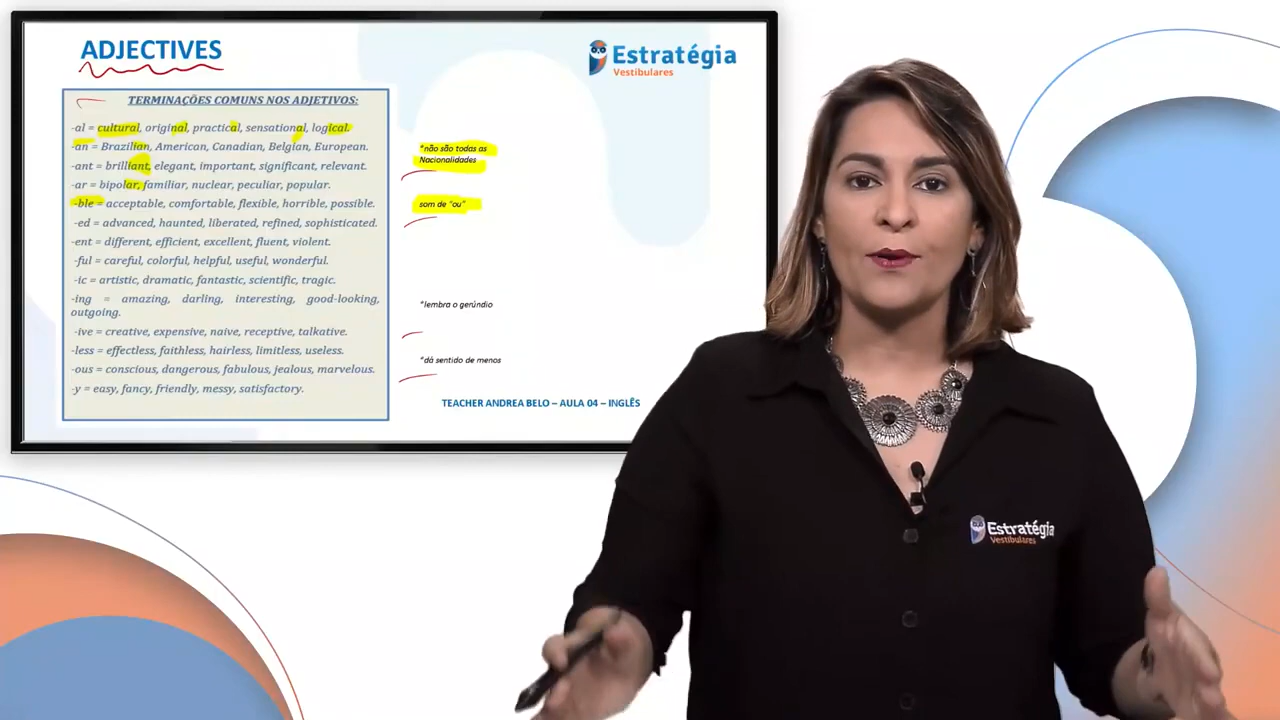 ADJECTIVES
Estratégia
Vestibulares
TERMINAÇÕES COMUNS NOS ADJETIVOS:
-al = cultural, original, practical, sensational, logical.
-an = Brazilian, American, Canadian, Belgian, European.
-ant = brilliant, elegant, important, significant, relevant.
-ar = bipolar, familiar, nuclear, peculiar, popular.
-ble = acceptable, comfortable, flexible, horrible, possible.
-ed = advanced, haunted, liberated, refined, sophisticated.
-ent = different, efficient, excellent, fluent, violent.
-ful = careful, colorful, helpful, useful, wonderful.
-ic = artistic, dramatic, fantastic, scientific, tragic.
-ing = amazing, darling, interesting, good-looking,
outgoing.
-ive = creative, expensive, naive, receptive, talkative.
-less = effectless, faithless, hairless, limitless, useless.
-ous = conscious, dangerous, fabulous, jealous, marvelous.
-y = easy, fancy, friendly, messy, satisfactory.
*não são todas as
Nacionalidades
som de "ou"
*lembra o gerúndio
*dá sentido de menos
TEACHER ANDREA BELO – AULA 04 – INGLÊS
Estratégia
Vestibulares